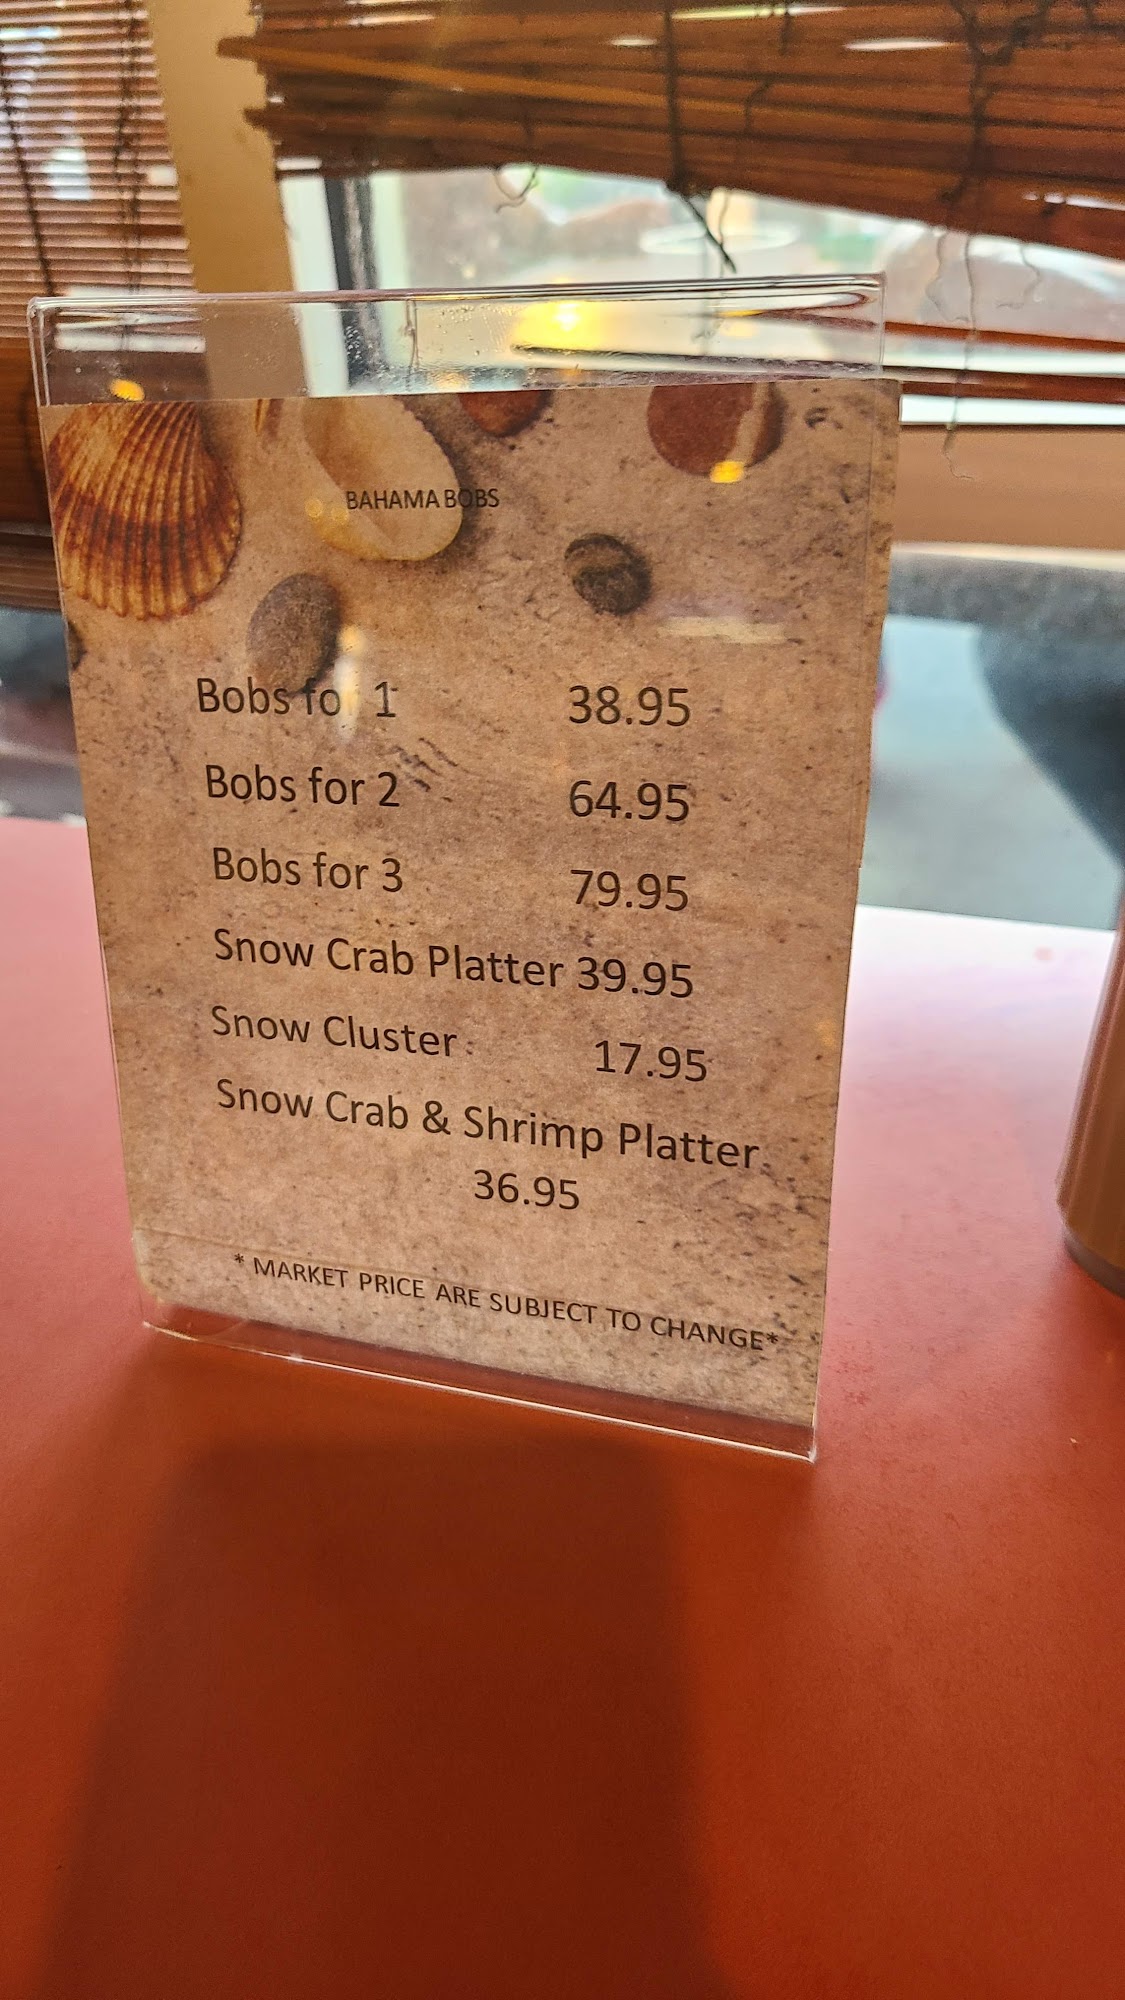 BAHAMA BOBS
Bobs for 1 38.95
Bobs for 2 64.95
Bobs for 3 79.95
Snow Crab Platter 39.95
Snow Cluster 17.95
Snow Crab & Shrimp Platter
36.95
* MARKET PRICE ARE SUBJECT TO CHANGE*